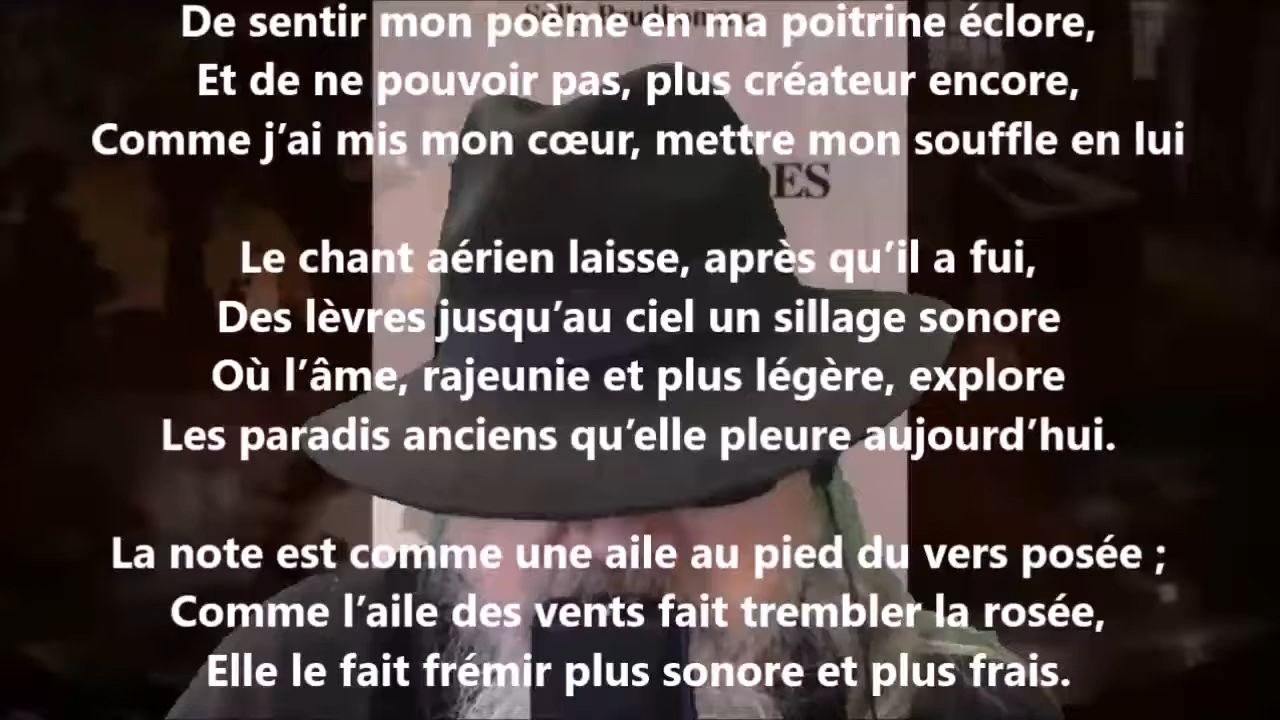 Sully Prudhomme
De sentir mon poème en ma poitrine éclore,
Et de ne pouvoir pas, plus créateur encore,
Comme j’ai mis mon cœur, mettre mon souffle en lui
ES
Le chant aérien laisse, après qu’il a fui,
Des lèvres jusqu’au ciel un sillage sonore
Où l’âme, rajeunie et plus légère, explore
Les paradis anciens qu’elle pleure aujourd’hui.
La note est comme une aile au pied du vers posée ;
Comme l’aile des vents fait trembler la rosée,
Elle le fait frémir plus sonore et plus frais.